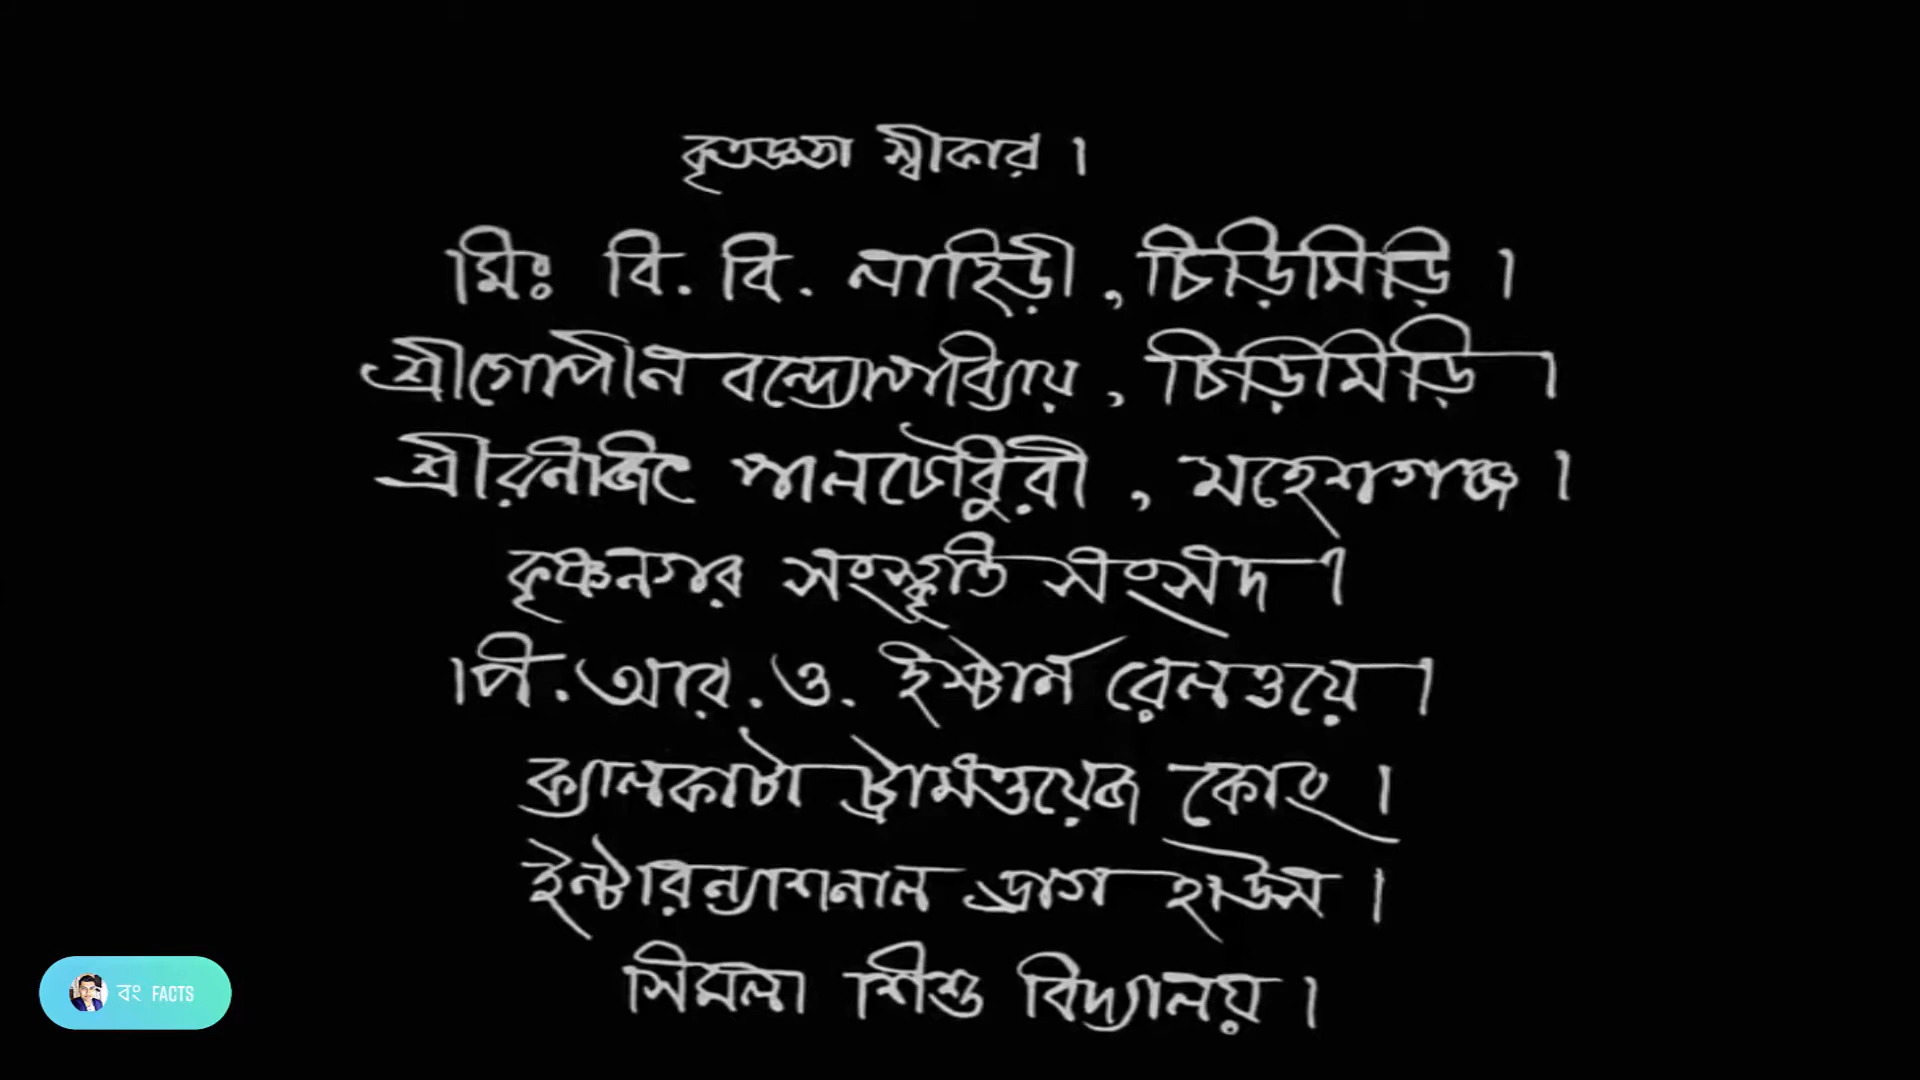 কৃতজ্ঞতা স্বীকার ।
মিঃ বি. বি. লাহিড়ী , চিড়িমিড়ি ।
শ্রীগোপীন বন্দ্যোপাধ্যায় , চিড়িমিড়ি ।
শ্রীরনজিৎ পালচৌধুরী , মহেশগঞ্জ ।
কৃষ্ণনগর সংস্কৃতি সংসদ ।
পি. আর. ও. ইস্টার্ন রেলওয়ে ।
ক্যালকাটা ট্রামওয়েজ কোং ।
ইন্টারন্যাশনাল ড্রাগ হাউস ।
সিমলা শিশু বিদ্যালয় ।
বং FACTS